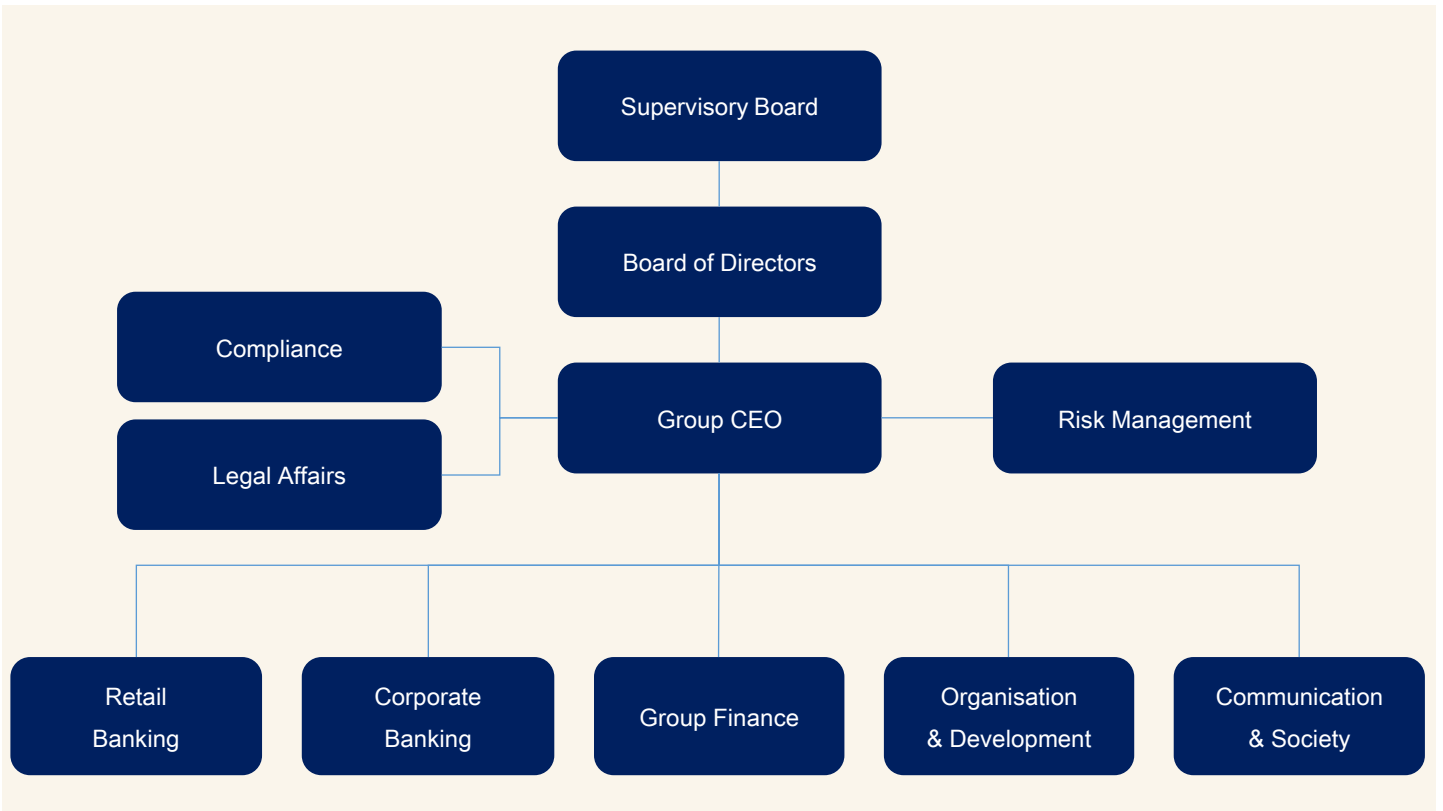 Supervisory Board
Board of Directors
Compliance
Legal Affairs
Group CEO
Risk Management
Retail
Banking
Corporate
Banking
Group Finance
Organisation
& Development
Communication
& Society